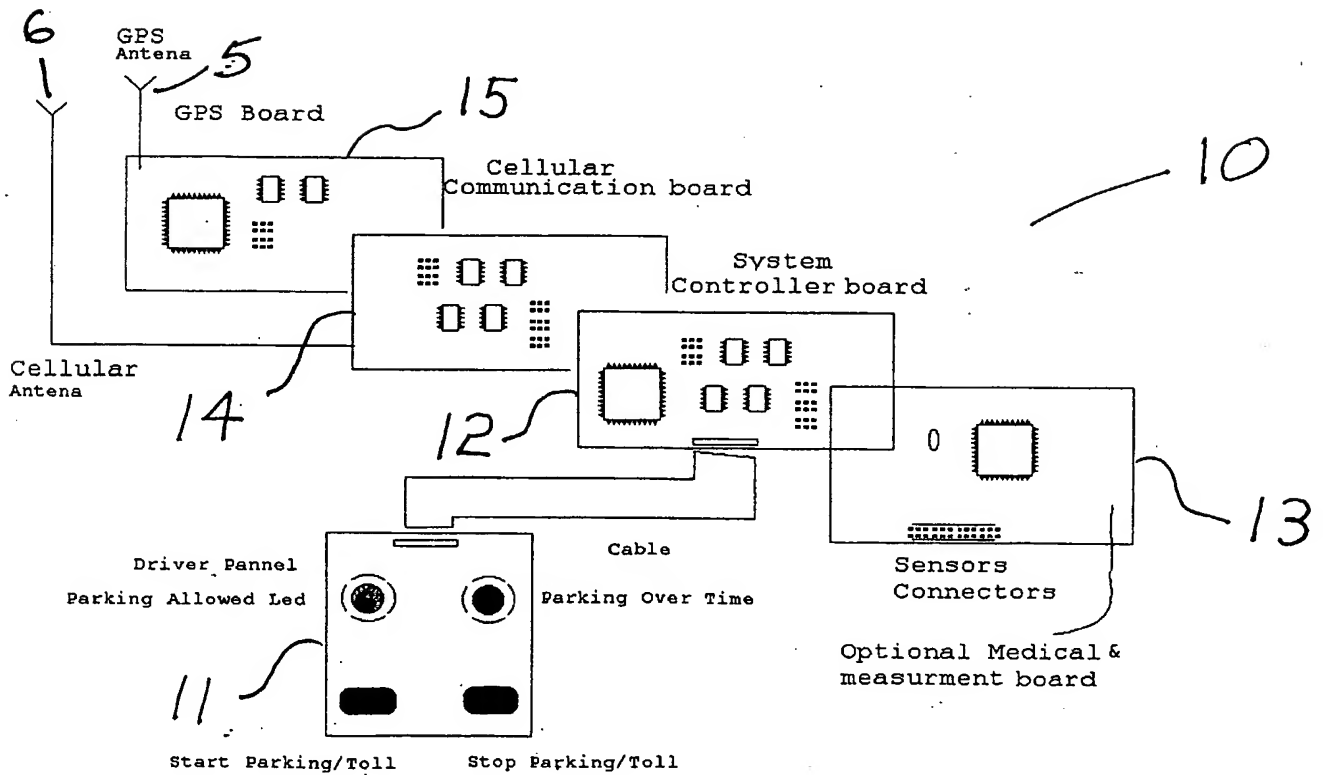 6
GPS
Antena
5
GPS Board
15
Cellular
Communication board
10
System
Controller board
Cellular
Antena
14
12
13
Cable
Driver Pannel
Parking Allowed Led
Parking Over Time
Sensors
Connectors
Optional Medical &
measurment board
11
Start Parking/Toll
Stop Parking/Toll